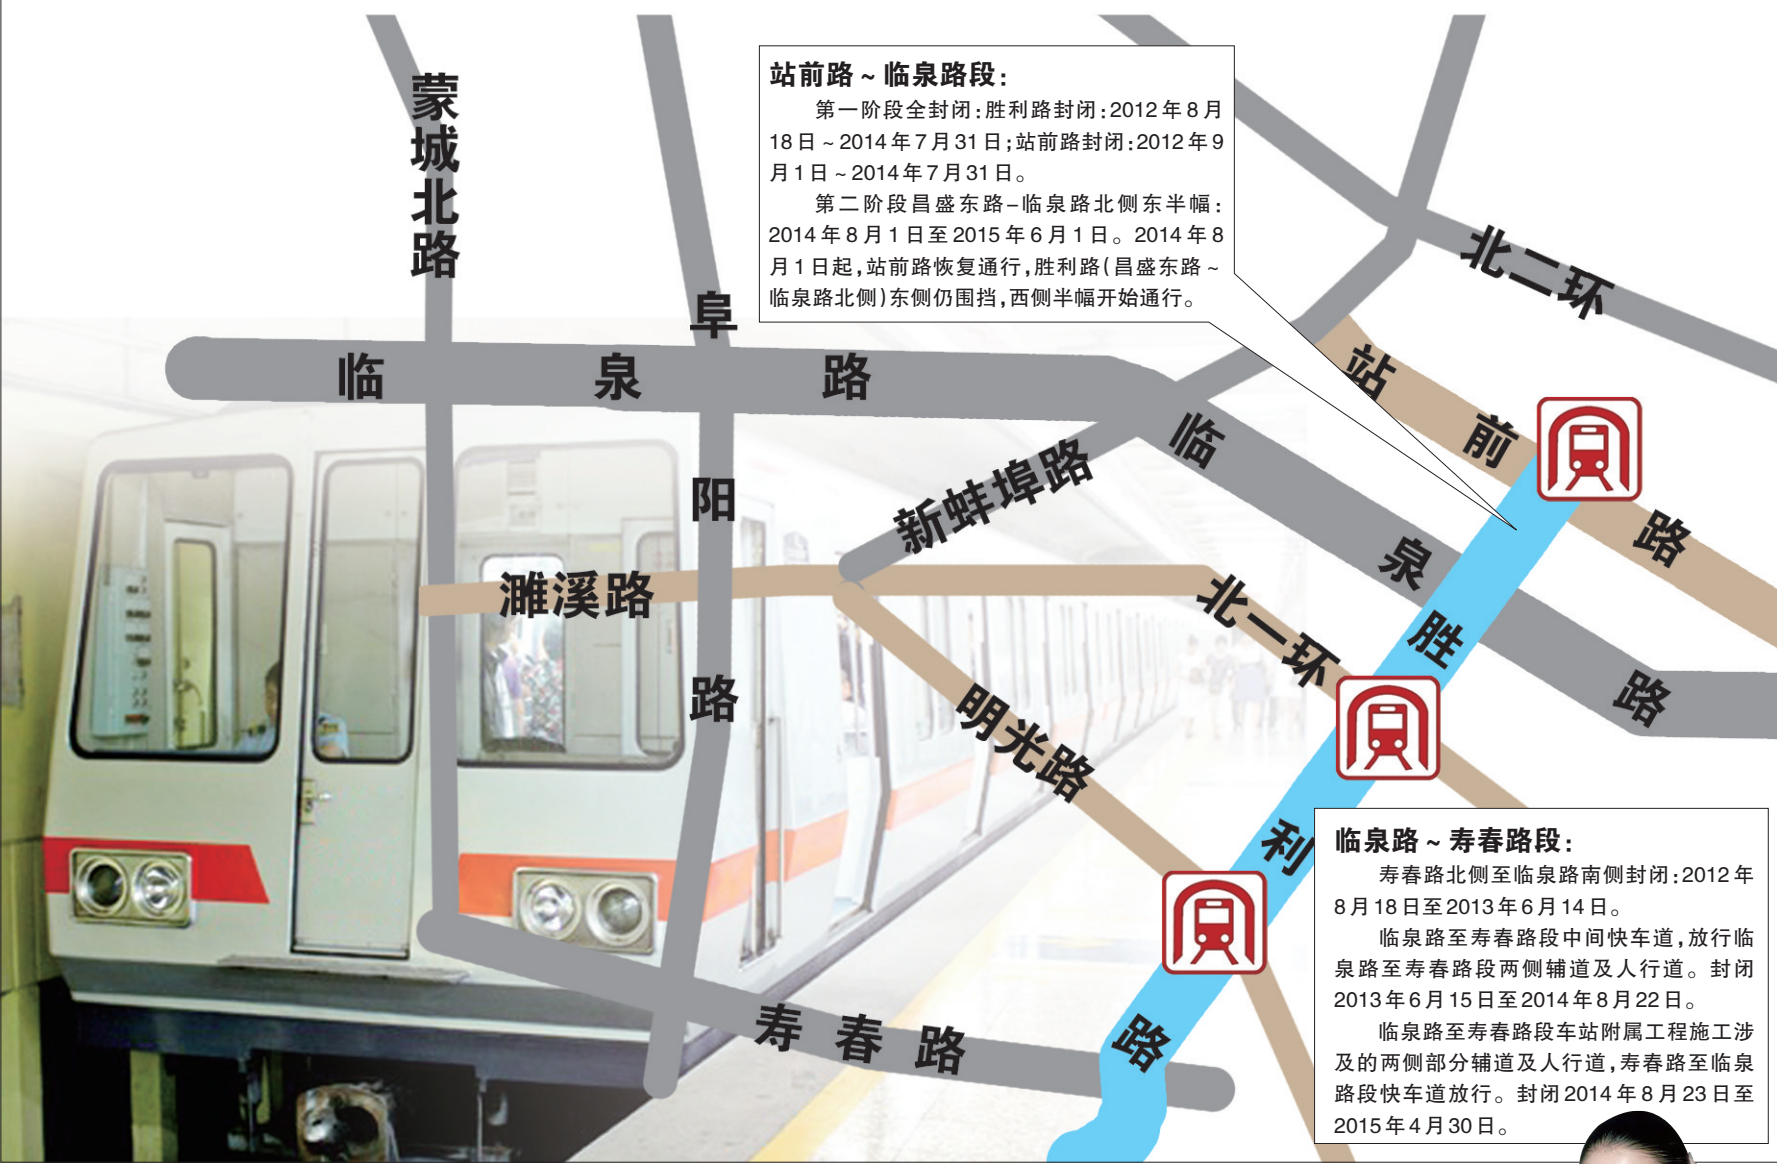 站前路~临泉路段:
第一阶段全封闭:胜利路封闭:2012年8月
18日~2014年7月31日;站前路封闭:2012年9
月1日~2014年7月31日。
第二阶段昌盛东路-临泉路北侧东半幅:
2014年8月1日至2015年6月1日。2014年8
月1日起,站前路恢复通行,胜利路(昌盛东路~
临泉路北侧)东侧仍围挡,西侧半幅开始通行。
蒙城北路
阜阳路
临泉路
北二环
站前路
新蚌埠路
临泉路
濉溪路
北一环
明光路
胜利路
寿春路
临泉路~寿春路段:
寿春路北侧至临泉路南侧封闭:2012年
8月18日至2013年6月14日。
临泉路至寿春路段中间快车道,放行临
泉路至寿春路段两侧辅道及人行道。封闭
2013年6月15日至2014年8月22日。
临泉路至寿春路段车站附属工程施工涉
及的两侧部分辅道及人行道,寿春路至临泉
路段快车道放行。封闭2014年8月23日至
2015年4月30日。